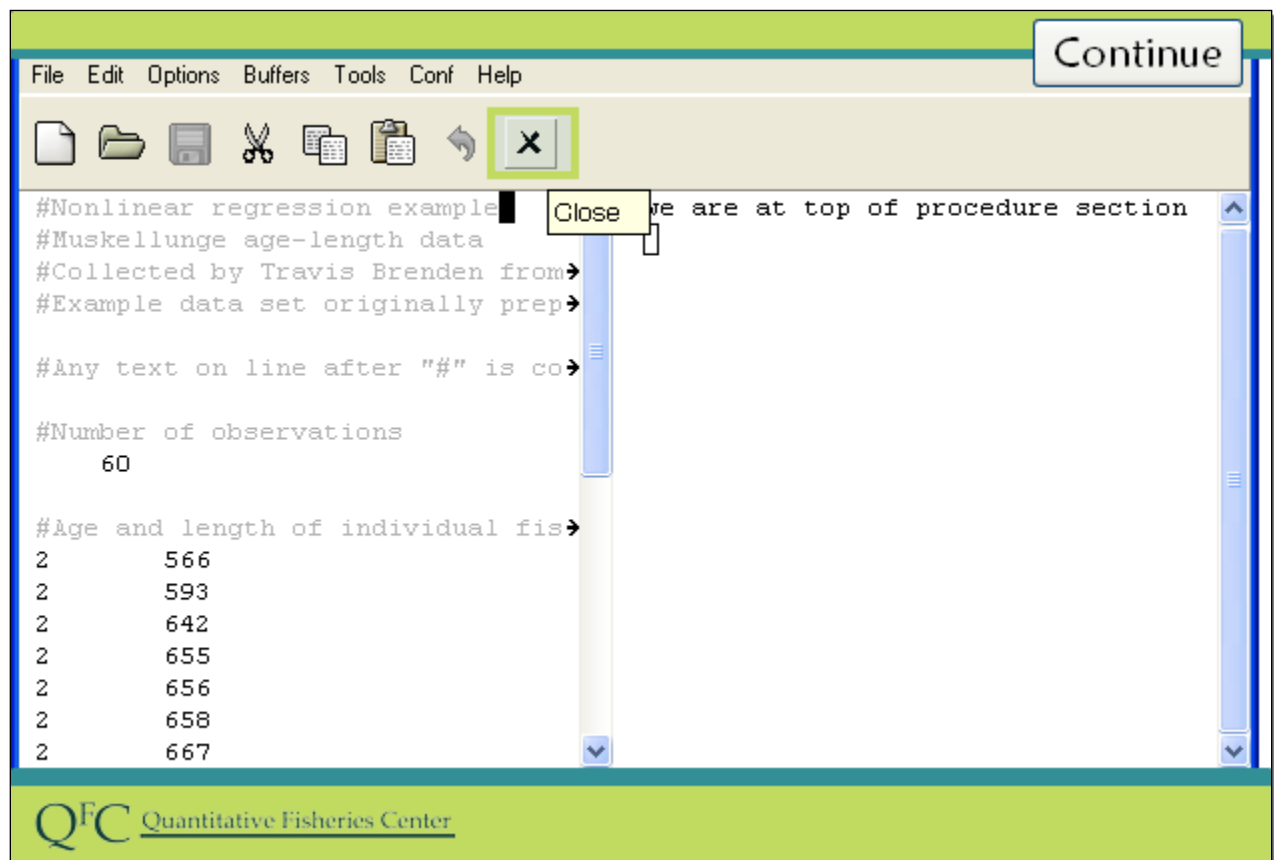 Continue
File Edit Options Buffers Tools Conf Help
Close
#Nonlinear regression example
#Muskellunge age-length data
#Collected by Travis Brenden from
#Example data set originally prep
#Any text on line after "#" is co
#Number of observations
60
#Age and length of individual fis
2 566
2 593
2 642
2 655
2 656
2 658
2 667
we are at top of procedure section
QFC Quantitative Fisheries Center